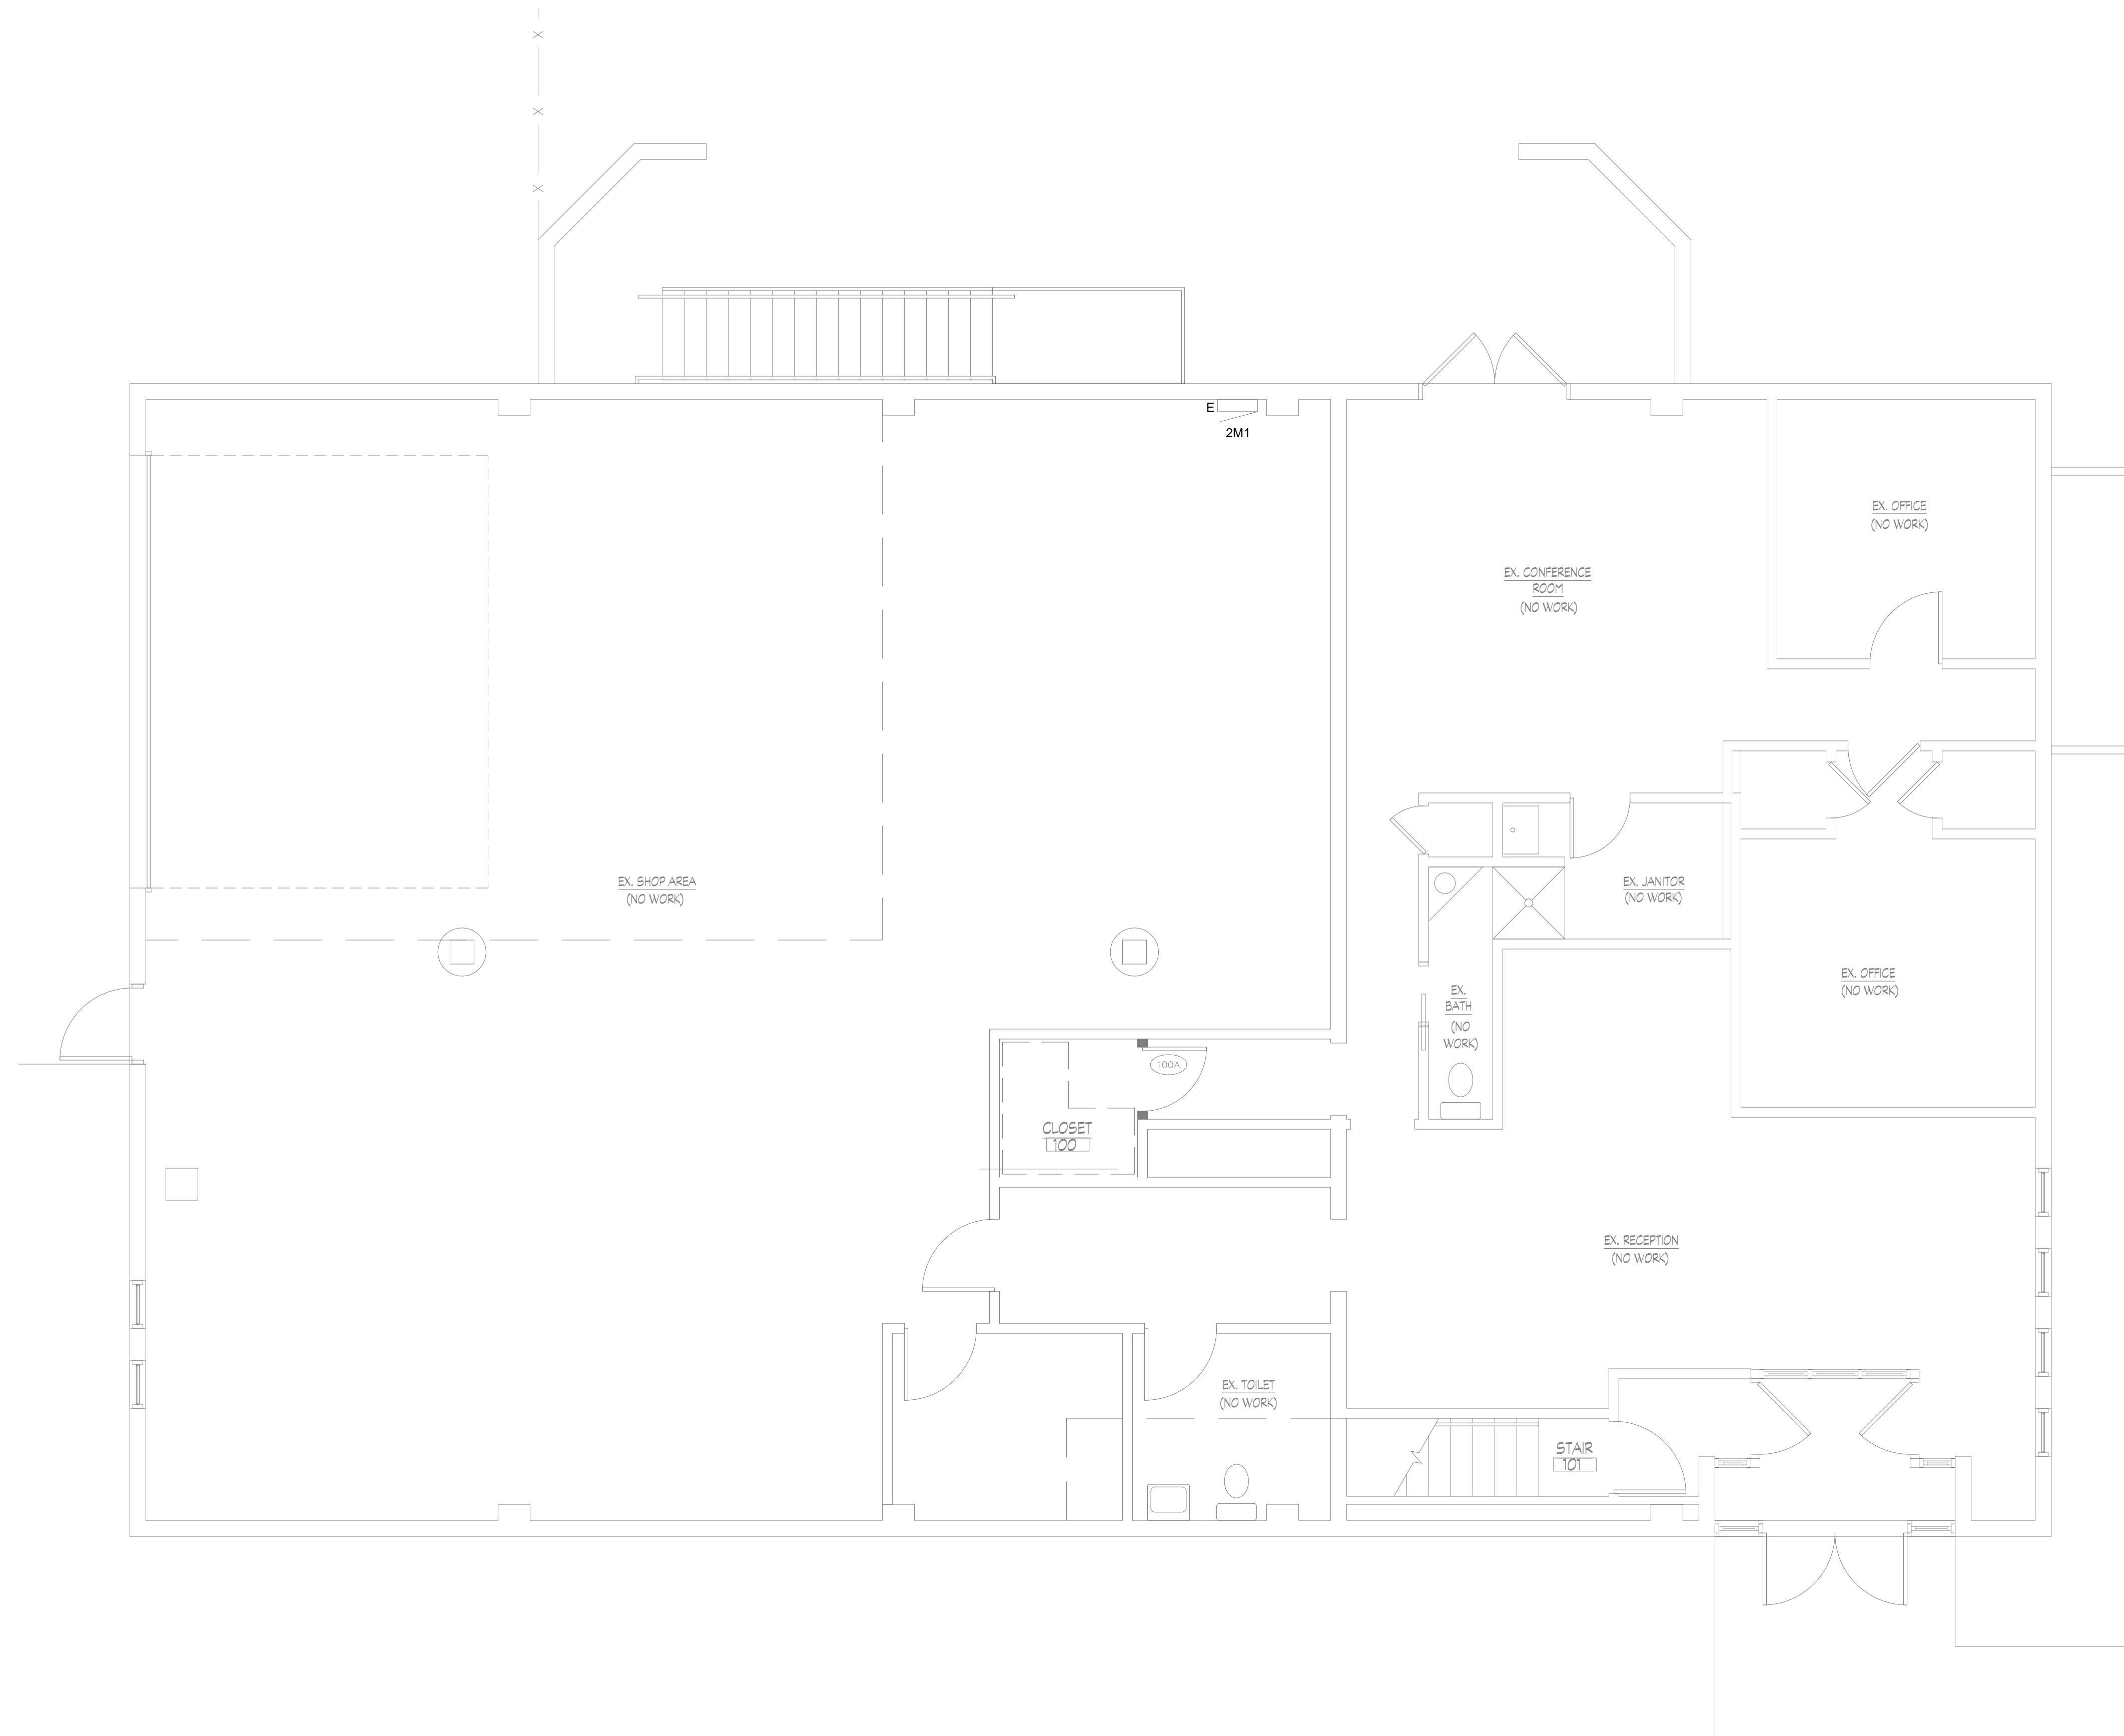 E
2M1
EX. OFFICE
(NO WORK)
EX. CONFERENCE
ROOM
(NO WORK)
EX. SHOP AREA
(NO WORK)
EX. JANITOR
(NO WORK)
EX. OFFICE
(NO WORK)
EX.
BATH
(NO
WORK)
100A
CLOSET
100
EX. RECEPTION
(NO WORK)
EX. TOILET
(NO WORK)
STAIR
101